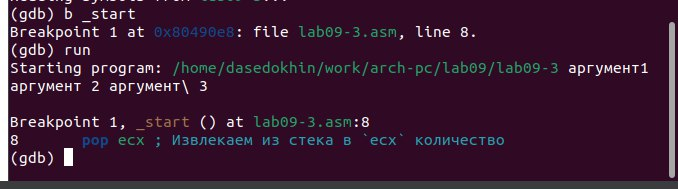 (gdb) b _start
Breakpoint 1 at 0x80490e8: file lab09-3.asm, line 8.
(gdb) run
Starting program: /home/dasedokhin/work/arch-pc/lab09/lab09-3 аргумент1
аргумент 2 аргумент\ 3
Breakpoint 1, _start () at lab09-3.asm:8
8 pop ecx ; Извлекаем из стека в `ecx` количество
(gdb)